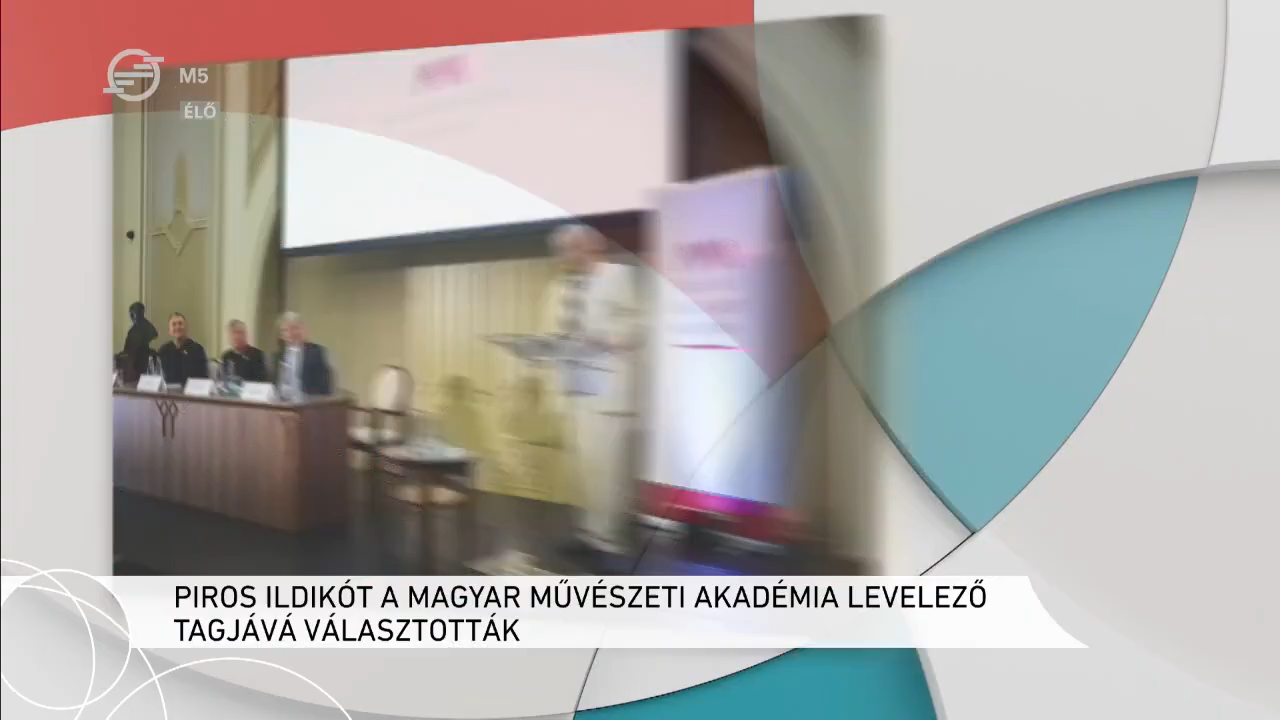 M5
ÉLŐ
PIROS ILDIKÓT A MAGYAR MŰVÉSZETI AKADÉMIA LEVELEZŐ
TAGJÁVÁ VÁLASZTOTTÁK